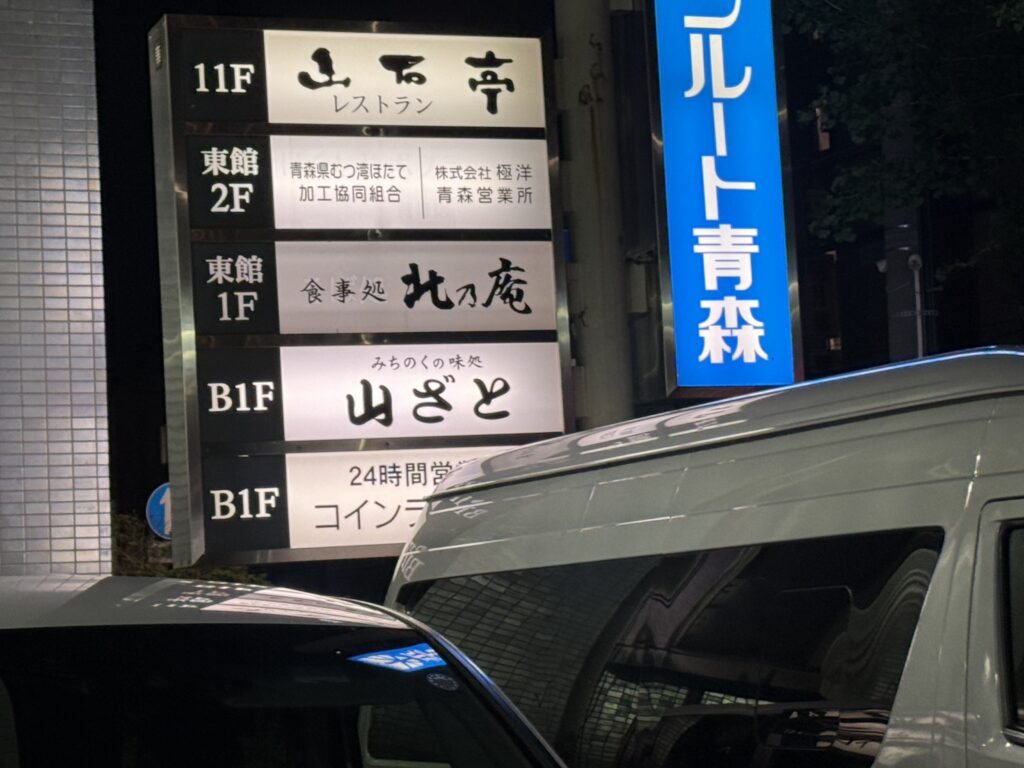 11F
山石亭
レストラン
東館
2F
青森県むつ湾ほたて
加工協同組合
株式会社 極洋
青森営業所
東館
1F
食事処 北乃庵
B1F
みちのくの味処
山ざと
B1F
24時間営
コイン
ルート青森